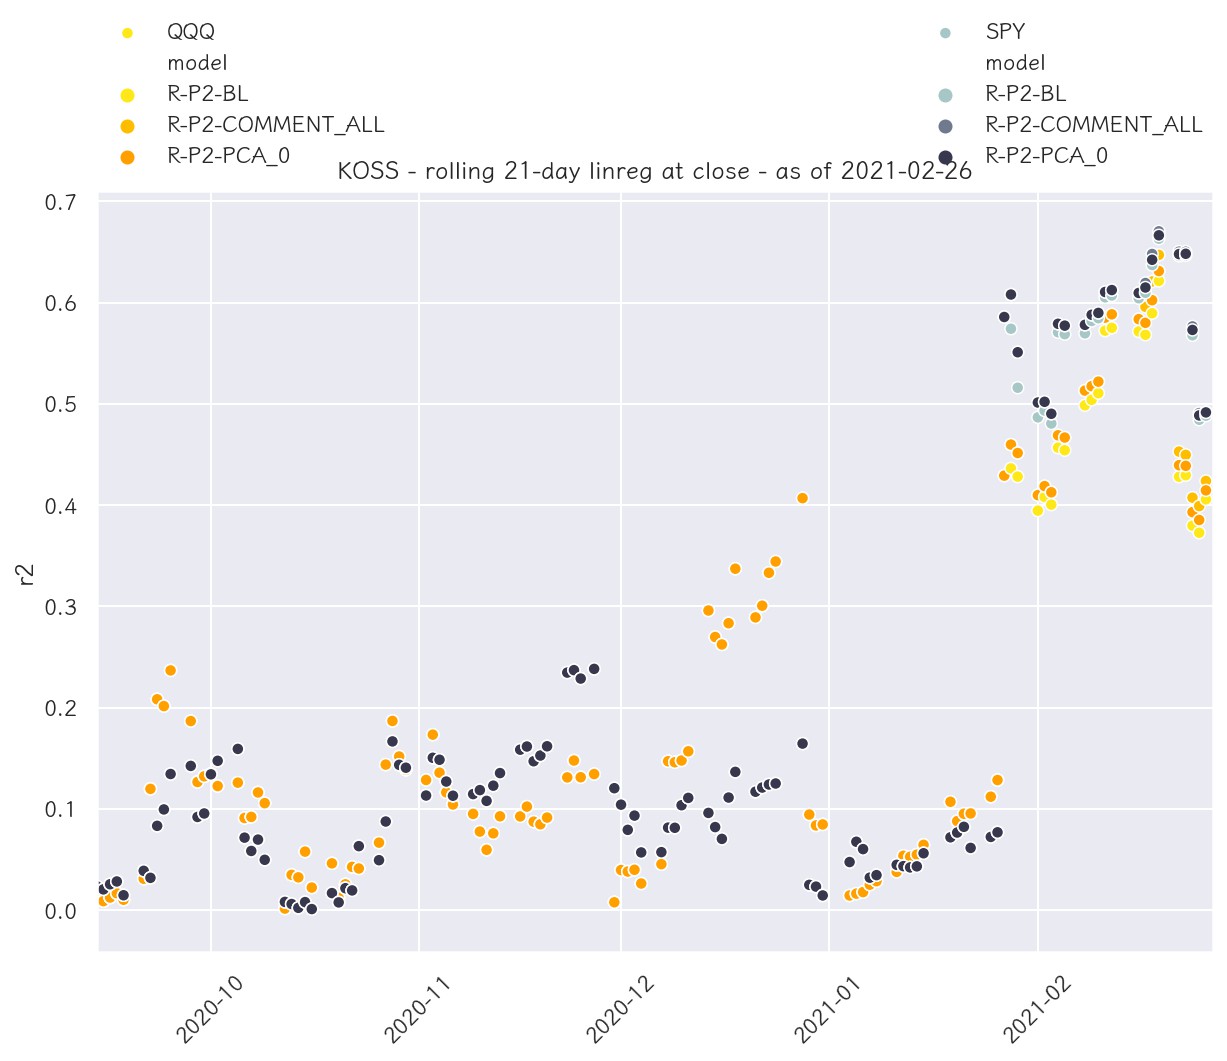 QQQ
model
R-P2-BL
R-P2-COMMENT_ALL
R-P2-PCA_0
SPY
model
R-P2-BL
R-P2-COMMENT_ALL
R-P2-PCA_0
KOSS - rolling 21-day linreg at close - as of 2021-02-26
0.7
0.6
0.5
0.4
0.3
0.2
0.1
0.0
r2
2020-10
2020-11
2020-12
2021-01
2021-02